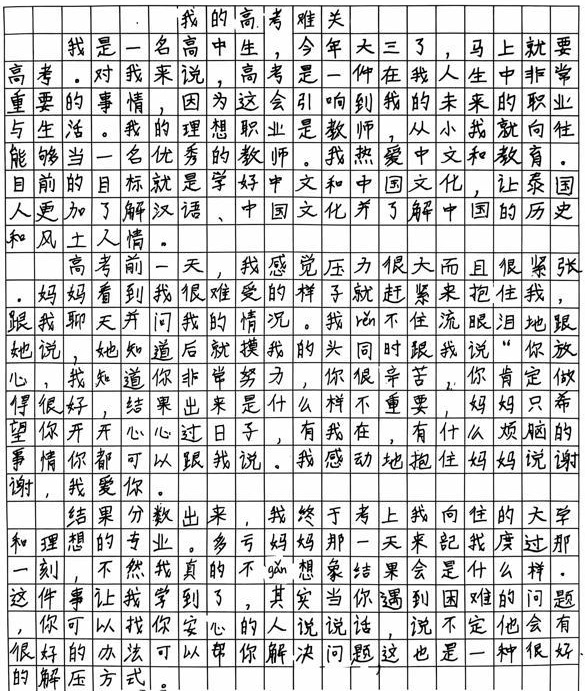 我的高考难关
我是一名高中生，今年大三了，马上就要
高考。对我来说，高考是一件在我人生中非常
重要的事情，因为这会引响到我的未来的职业
与生活。我的理想职业是教师，从小我就向往
能够当一名优秀的教师。我热爱中文和教育。
目前的目标就是学好中文和中国文化，让泰国
人更加了解汉语、中国文化并了解中国的历史
和风土人情。
高考前一天，我感觉压力很大而且很紧张
。妈妈看到我很难受的样子就赶紧来抱住我，
跟我聊天并问我的情况。我rěn不住流眼泪地跟
她说，她知道后就摸我的头同时跟我说“你放
心，我知道你非常努力，你很辛苦，你肯定做
得很好，结果出来是什么样不重要，妈妈只希
望你开开心心过日子，有我在，有什么烦脑的
事情你都可以跟我说。我感动地抱住妈妈说谢
谢，我爱你。
结果分数出来，我终于考上我向往的大学
和理想的专业。多亏妈妈那一天来記我度过那
一刻，不然我真的不gǎn想象结果会是什么样。
这件事让我学到了，其实当你遇到困难的问题
，你可以找你安心的人说说话，说不定他会有
很好的办法可以帮你解决问题这也是一种很好
的解压方式。